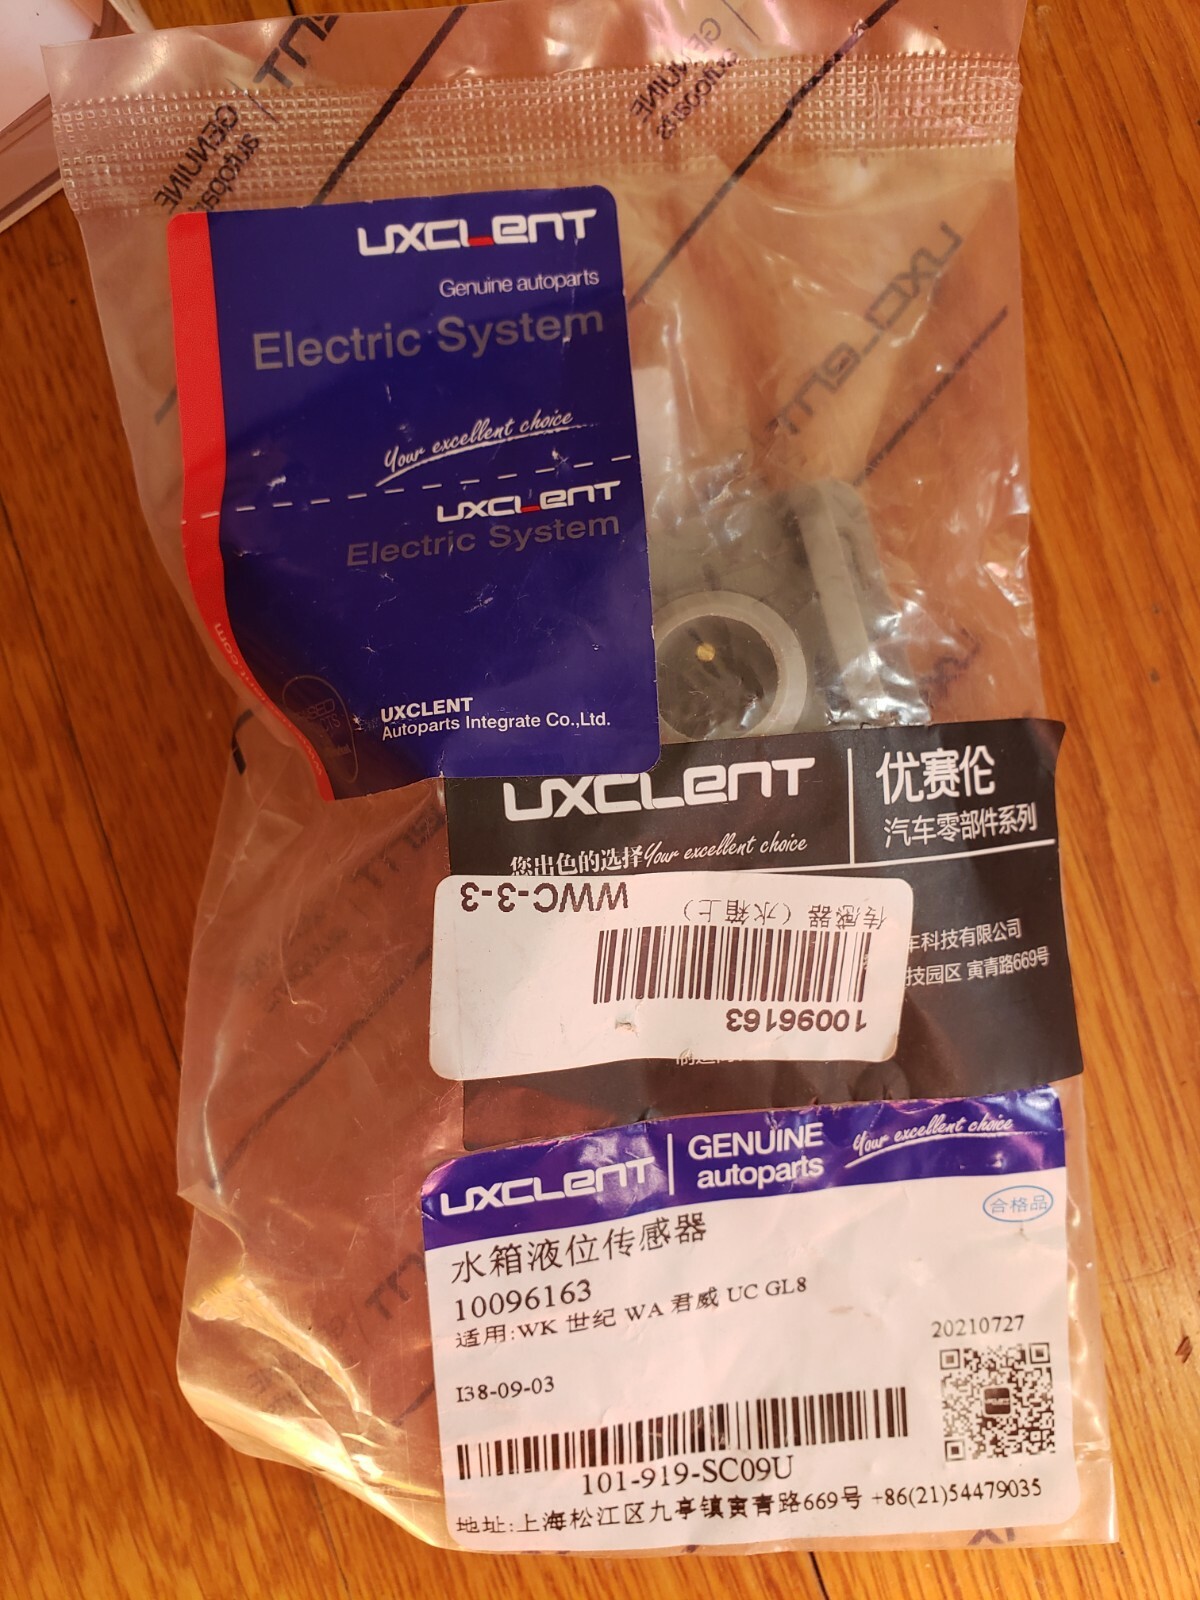 GENUINE
autoparts
UXCLENT
Genuine autoparts
Electric System
Your excellent choice
UXCLENT
Electric System
UXCLENT
Autoparts Integrate Co.,Ltd.
UXCLENT
优赛伦
汽车零部件系列
您出色的选择Your excellent choice
WWC-3-3
传感器（水箱上）
10096163
车科技有限公司
技园区 寅青路669号
UXCLENT
GENUINE
autoparts
Your excellent choice
合格品
水箱液位传感器
10096163
适用:WK 世纪 WA 君威 UC GL8
20210727
I38-09-03
101-919-SC09U
地址:上海松江区九亭镇寅青路669号 +86(21)54479035